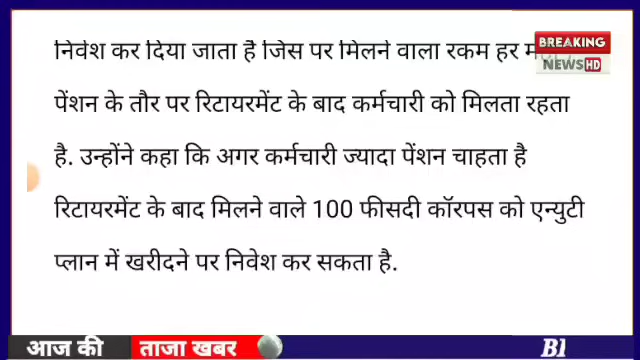 निवेश कर दिया जाता है जिस पर मिलने वाला रकम हर
BREAKING
NEWS HD
पेंशन के तौर पर रिटायरमेंट के बाद कर्मचारी को मिलता रहता
है. उन्होंने कहा कि अगर कर्मचारी ज्यादा पेंशन चाहता है
रिटायरमेंट के बाद मिलने वाले 100 फीसदी कॉरपस को एन्युटी
प्लान में खरीदने पर निवेश कर सकता है.
आज की ताजा खबर